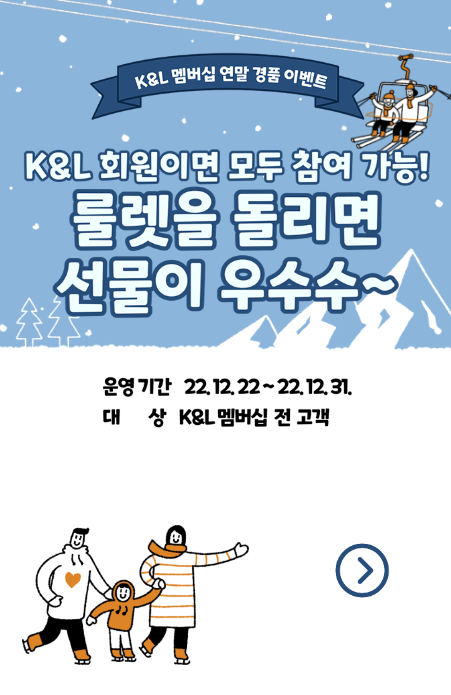 K&L 멤버십 연말 경품 이벤트
K&L 회원이면 모두 참여 가능!
룰렛을 돌리면
선물이 우수수~
운영 기간 22. 12. 22 ~ 22. 12. 31.
대 상 K&L 멤버십 전 고객